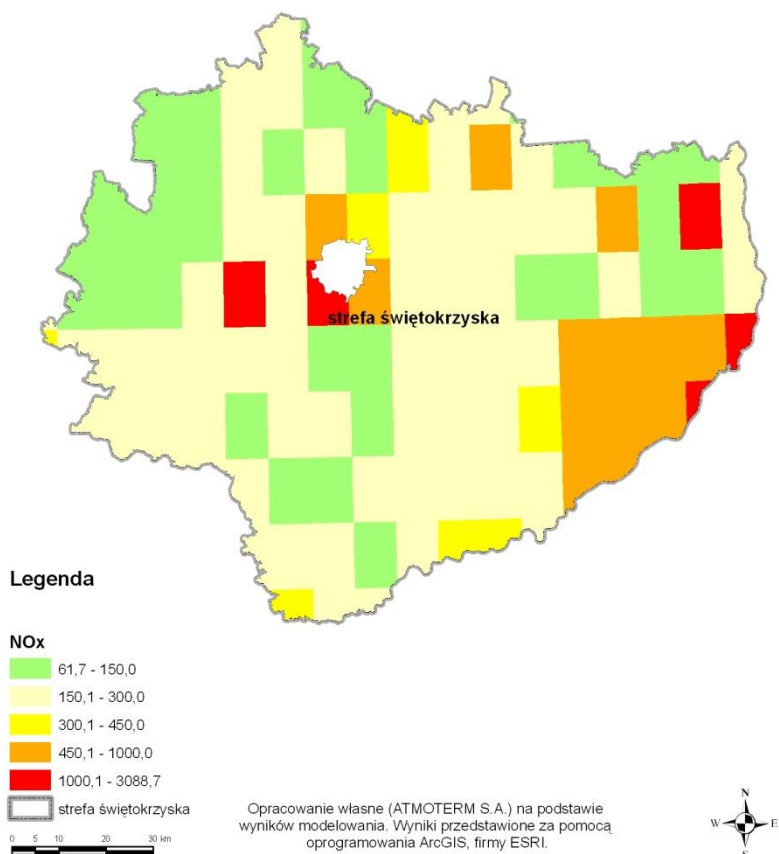 strefa świętokrzyska
Legenda
NOx
61,7 - 150,0
150,1 - 300,0
300,1 - 450,0
450,1 - 1000,0
1000,1 - 3088,7
strefa świętokrzyska
0 5 10 20 30 km
Opracowanie własne (ATMOTERM S.A.) na podstawie
wyników modelowania. Wyniki przedstawione za pomocą
oprogramowania ArcGIS, firmy ESRI.
N
W E
S